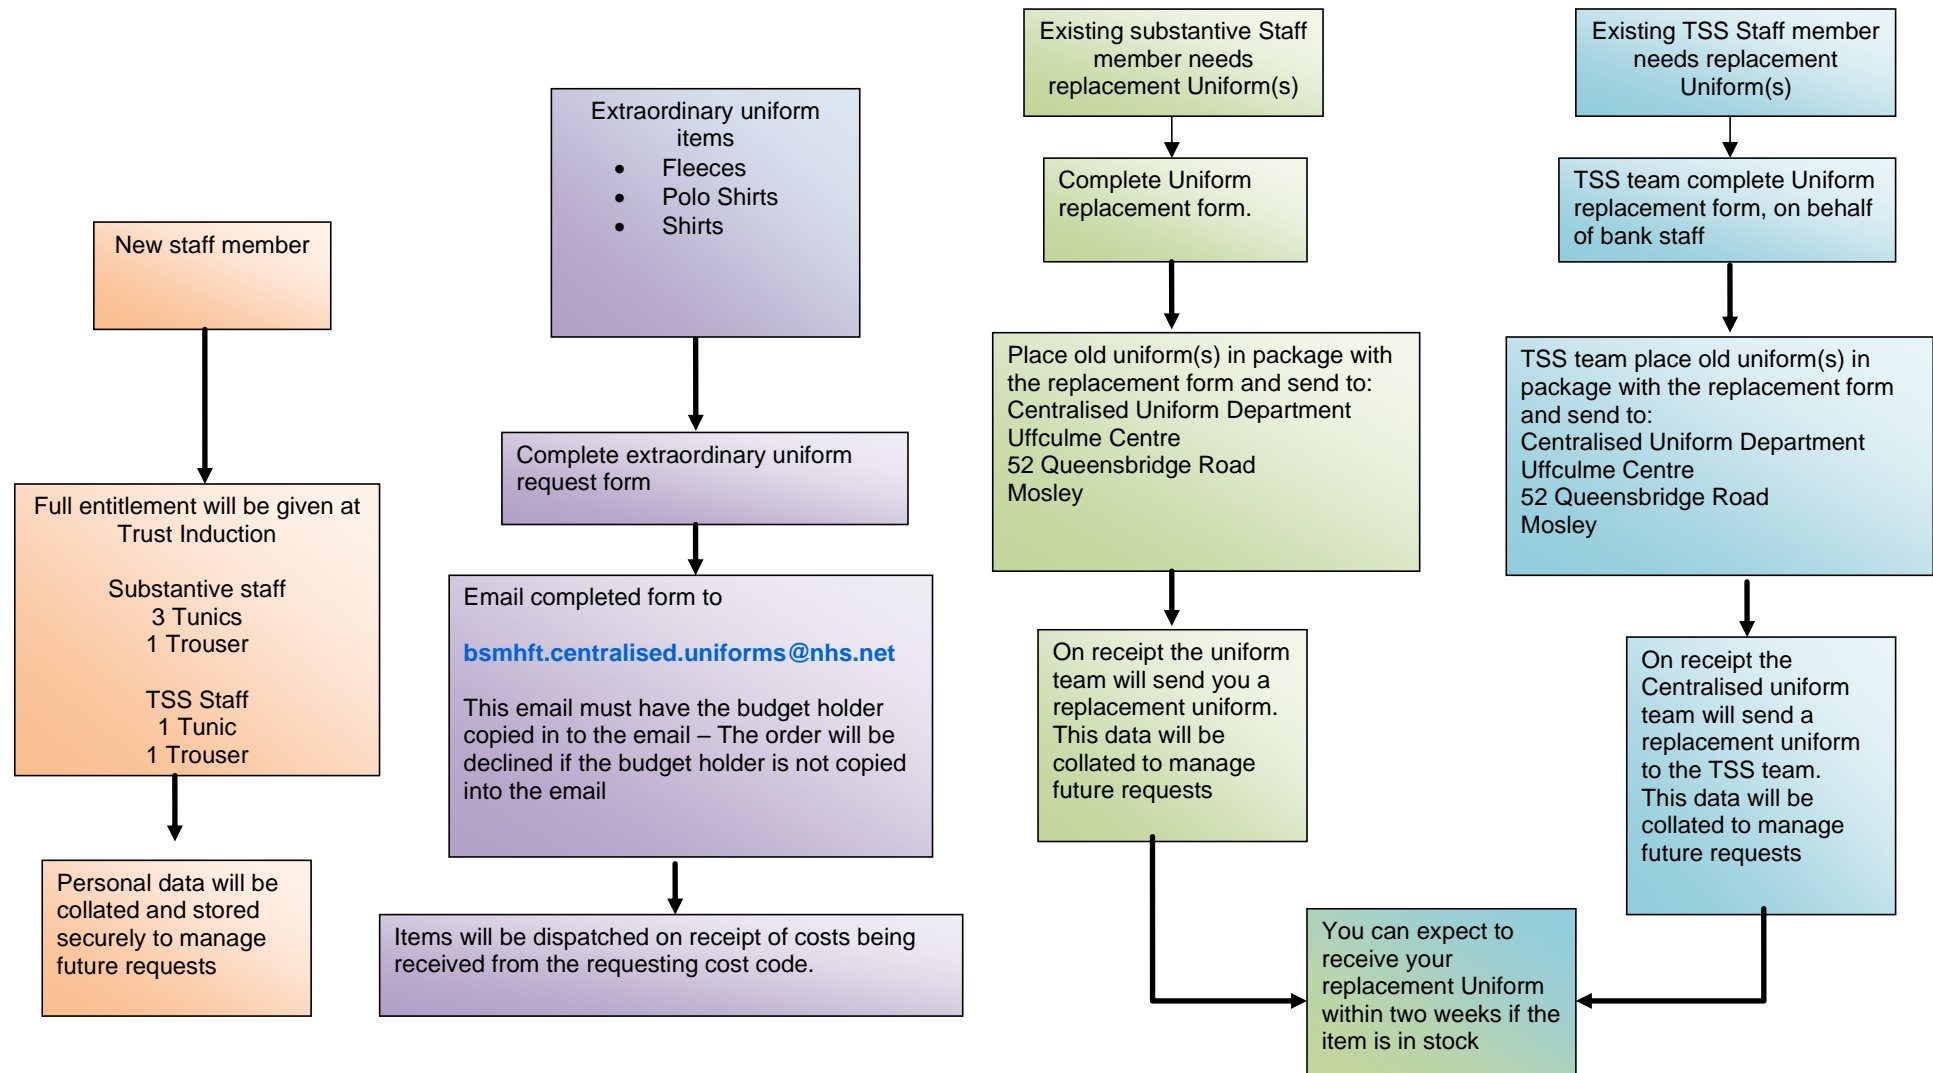 New staff member
Full entitlement will be given at
Trust Induction
Substantive staff
3 Tunics
1 Trouser
TSS Staff
1 Tunic
1 Trouser
Personal data will be
collated and stored
securely to manage
future requests
Extraordinary uniform
items
• Fleeces
• Polo Shirts
• Shirts
Complete extraordinary uniform
request form
Email completed form to
bsmhft.centralised.uniforms@nhs.net
This email must have the budget holder
copied in to the email – The order will be
declined if the budget holder is not copied
into the email
Items will be dispatched on receipt of costs being
received from the requesting cost code.
Existing substantive Staff
member needs
replacement Uniform(s)
Complete Uniform
replacement form.
Place old uniform(s) in package with
the replacement form and send to:
Centralised Uniform Department
Uffculme Centre
52 Queensbridge Road
Mosley
On receipt the uniform
team will send you a
replacement uniform.
This data will be
collated to manage
future requests
Existing TSS Staff member
needs replacement
Uniform(s)
TSS team complete Uniform
replacement form, on behalf
of bank staff
TSS team place old uniform(s) in
package with the replacement form
and send to:
Centralised Uniform Department
Uffculme Centre
52 Queensbridge Road
Mosley
On receipt the
Centralised uniform
team will send a
replacement uniform
to the TSS team.
This data will be
collated to manage
future requests
You can expect to
receive your
replacement Uniform
within two weeks if the
item is in stock